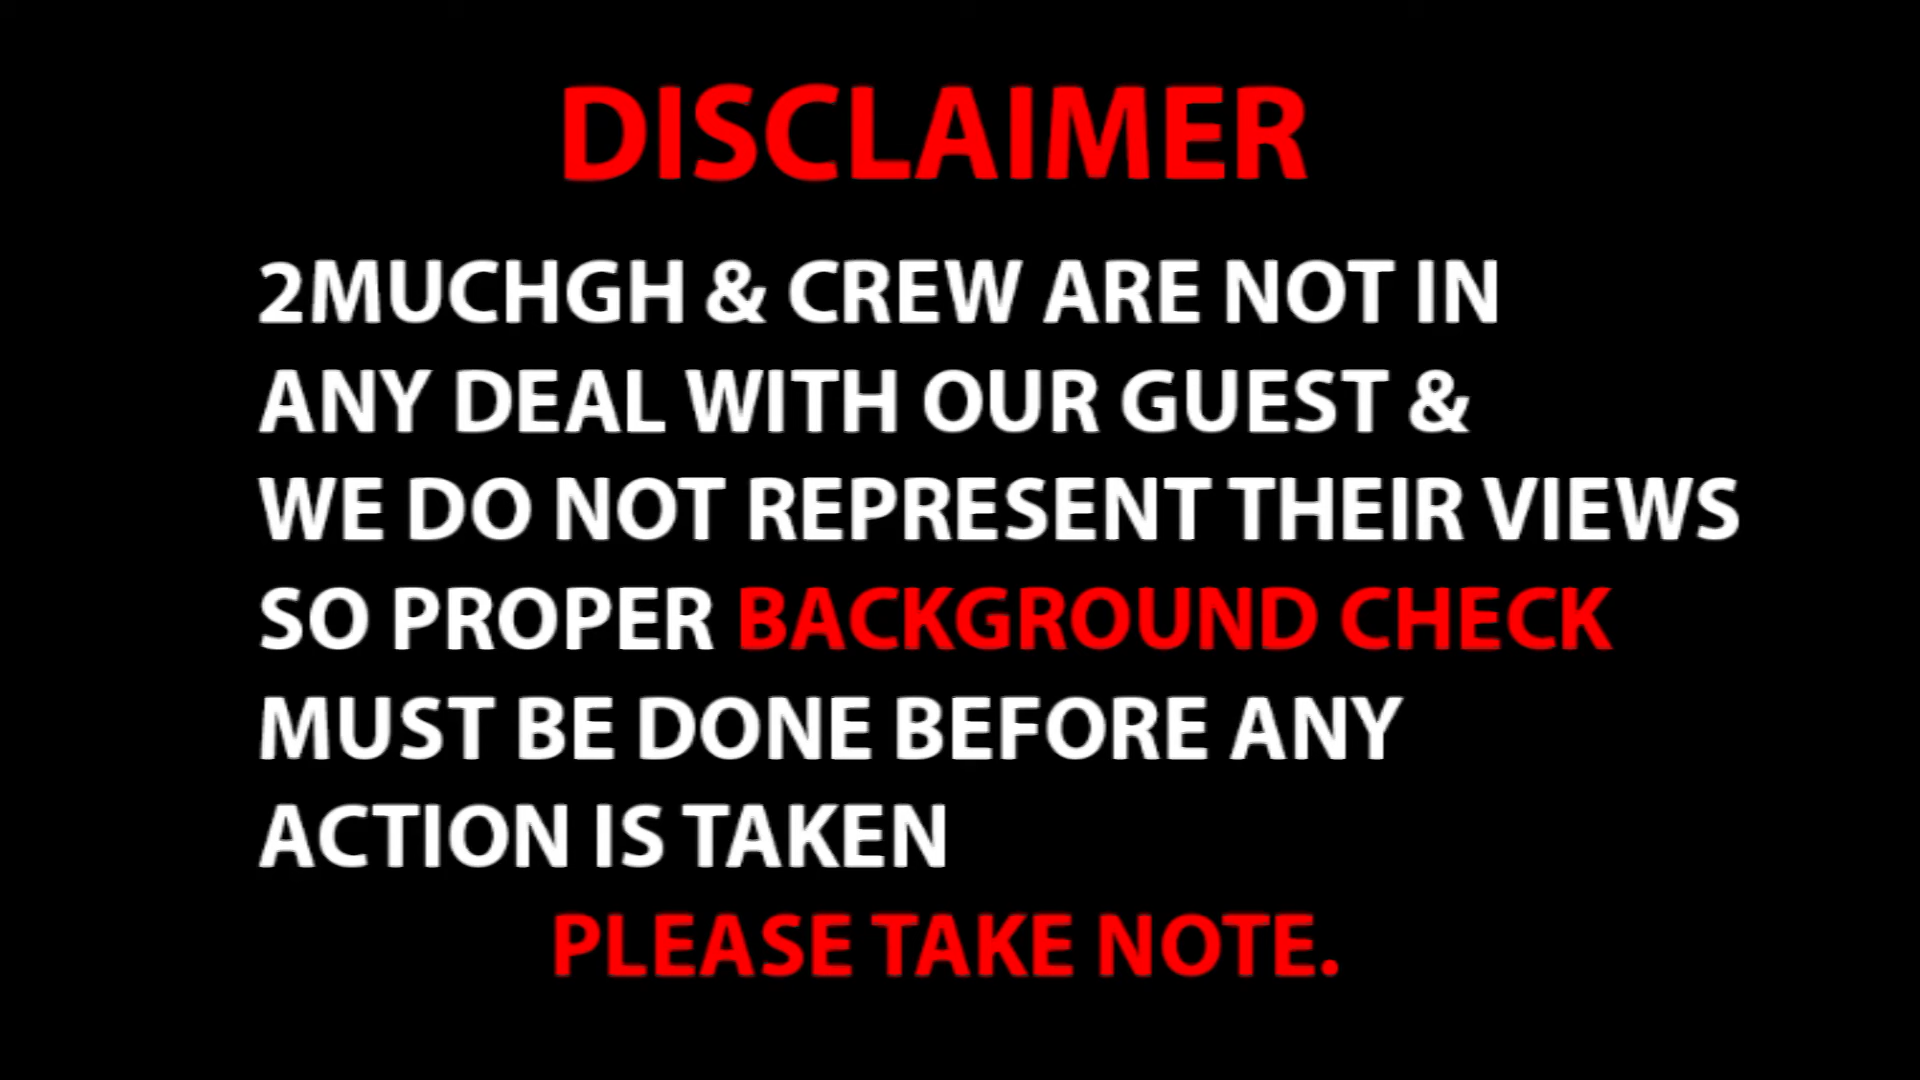 DISCLAIMER
2MUCHGH & CREW ARE NOT IN
ANY DEAL WITH OUR GUEST &
WE DO NOT REPRESENT THEIR VIEWS
SO PROPER BACKGROUND CHECK
MUST BE DONE BEFORE ANY
ACTION IS TAKEN
PLEASE TAKE NOTE.